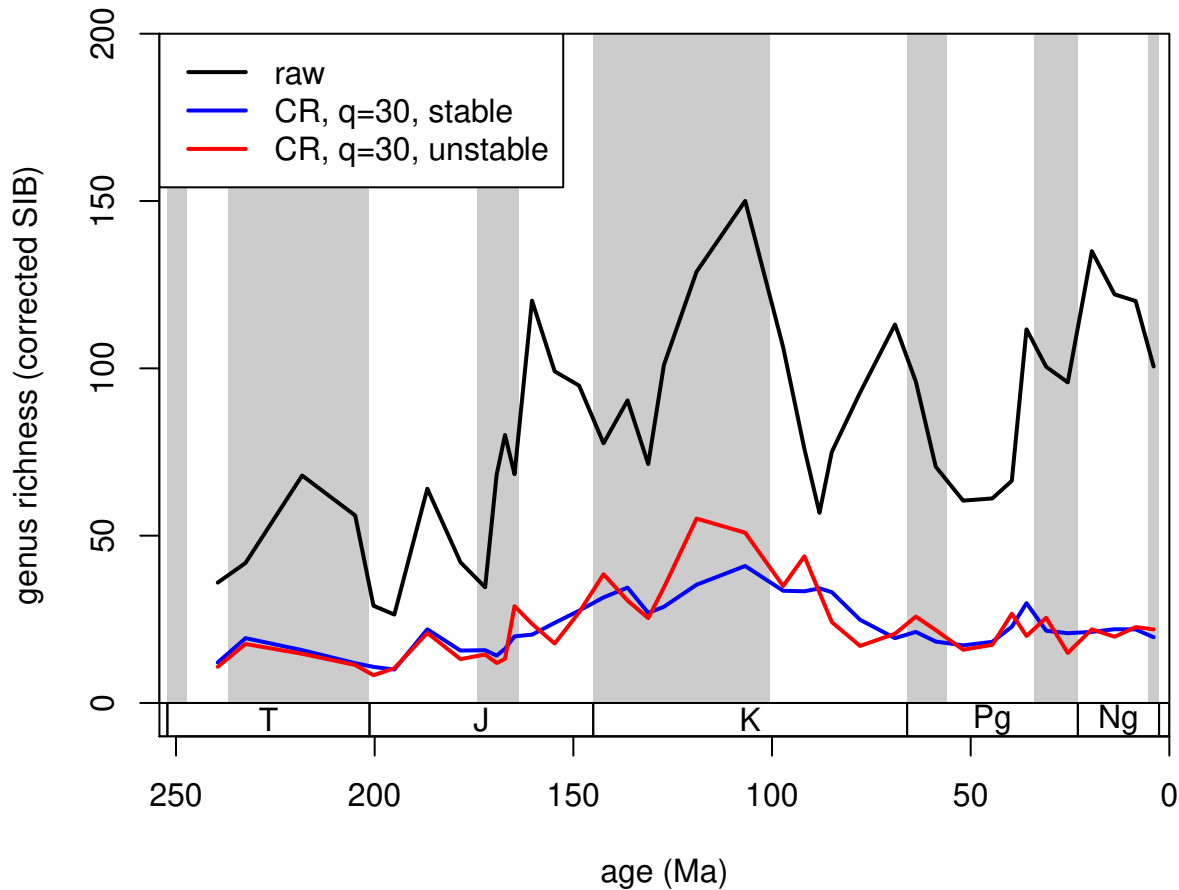 raw
CR, q=30, stable
CR, q=30, unstable
genus richness (corrected SIB)
200
150
100
50
0
T J K Pg Ng
250 200 150 100 50 0
age (Ma)